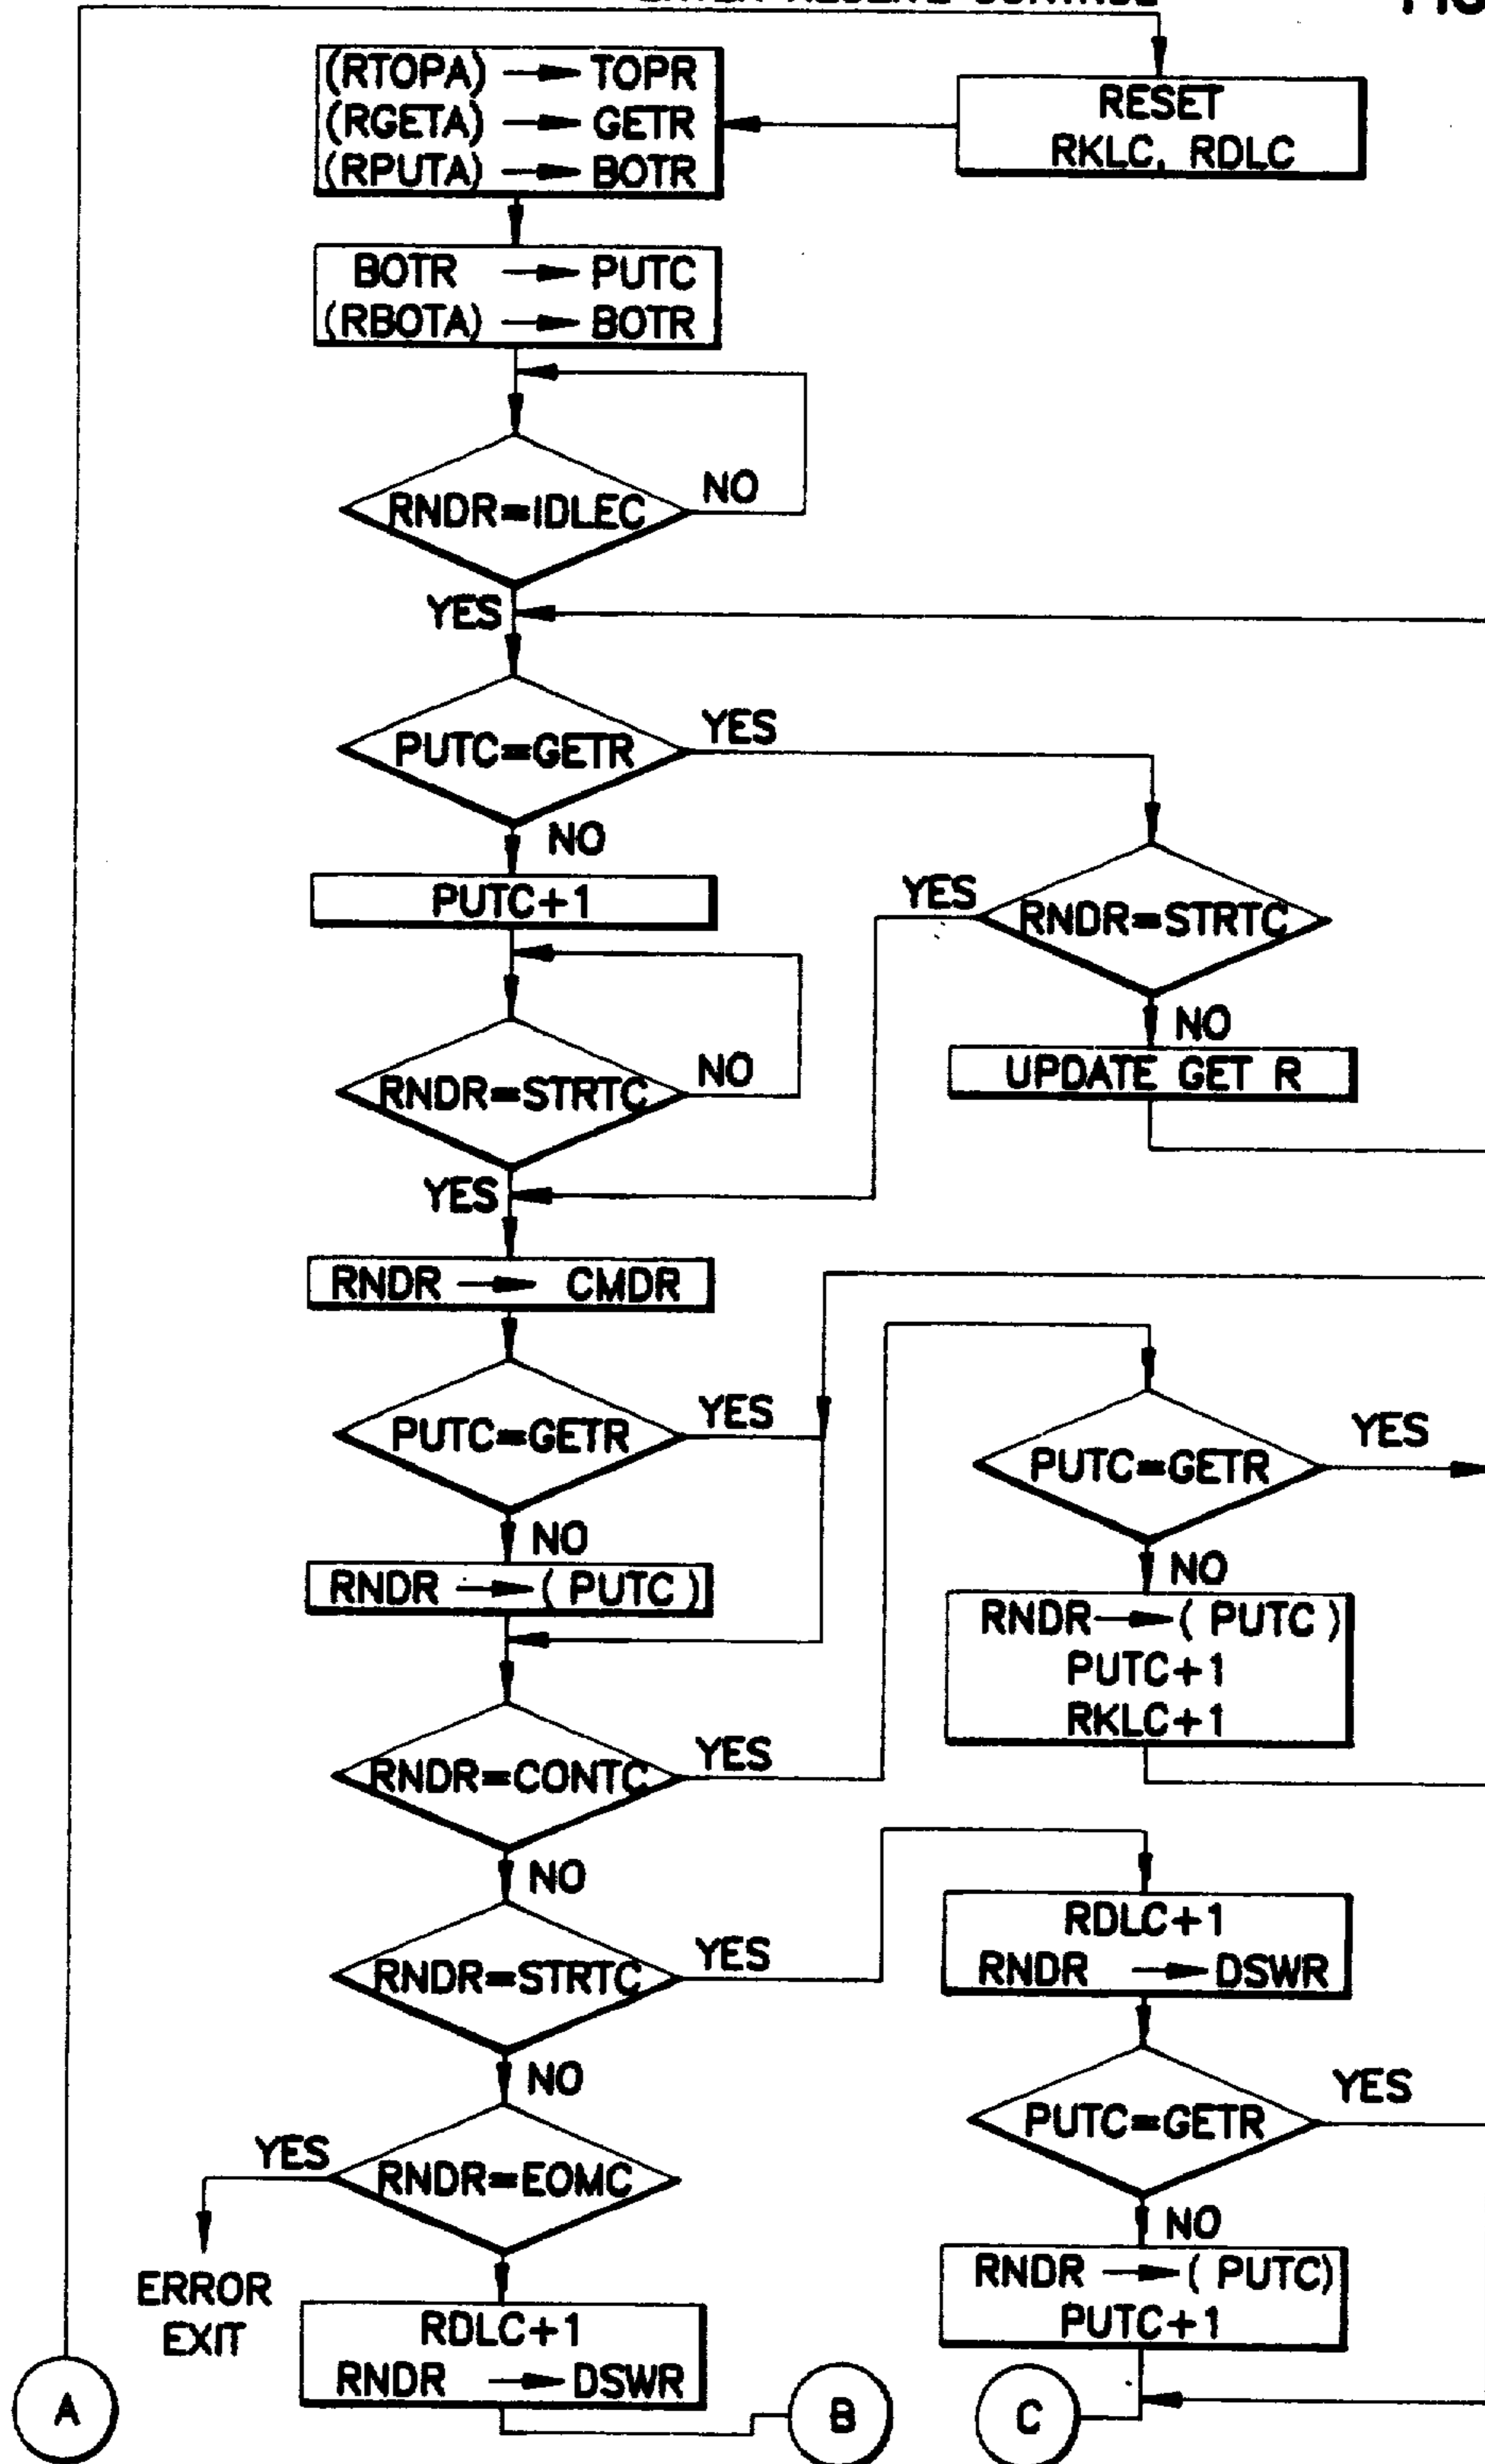 RESET
RKLC, RDLC
(RTOPA) → TOPR
(RGETA) → GETR
(RPUTA) → BOTR
BOTR → PUTC
(RBOTA) → BOTR
RNDR=IDLEC
NO
YES
PUTC=GETR
YES
NO
PUTC+1
RNDR=STRTC
YES
NO
UPDATE GET R
RNDR=STRTC
NO
YES
RNDR → CMDR
PUTC=GETR
YES
NO
RNDR → ( PUTC )
PUTC=GETR
YES
NO
RNDR → ( PUTC )
PUTC+1
RKLC+1
RNDR=CONTC
YES
NO
RNDR=STRTC
YES
NO
RDLC+1
RNDR → DSWR
PUTC=GETR
YES
NO
RNDR → ( PUTC)
PUTC+1
RNDR=EOMC
YES
ERROR
EXIT
RDLC+1
RNDR → DSWR
A
B
C